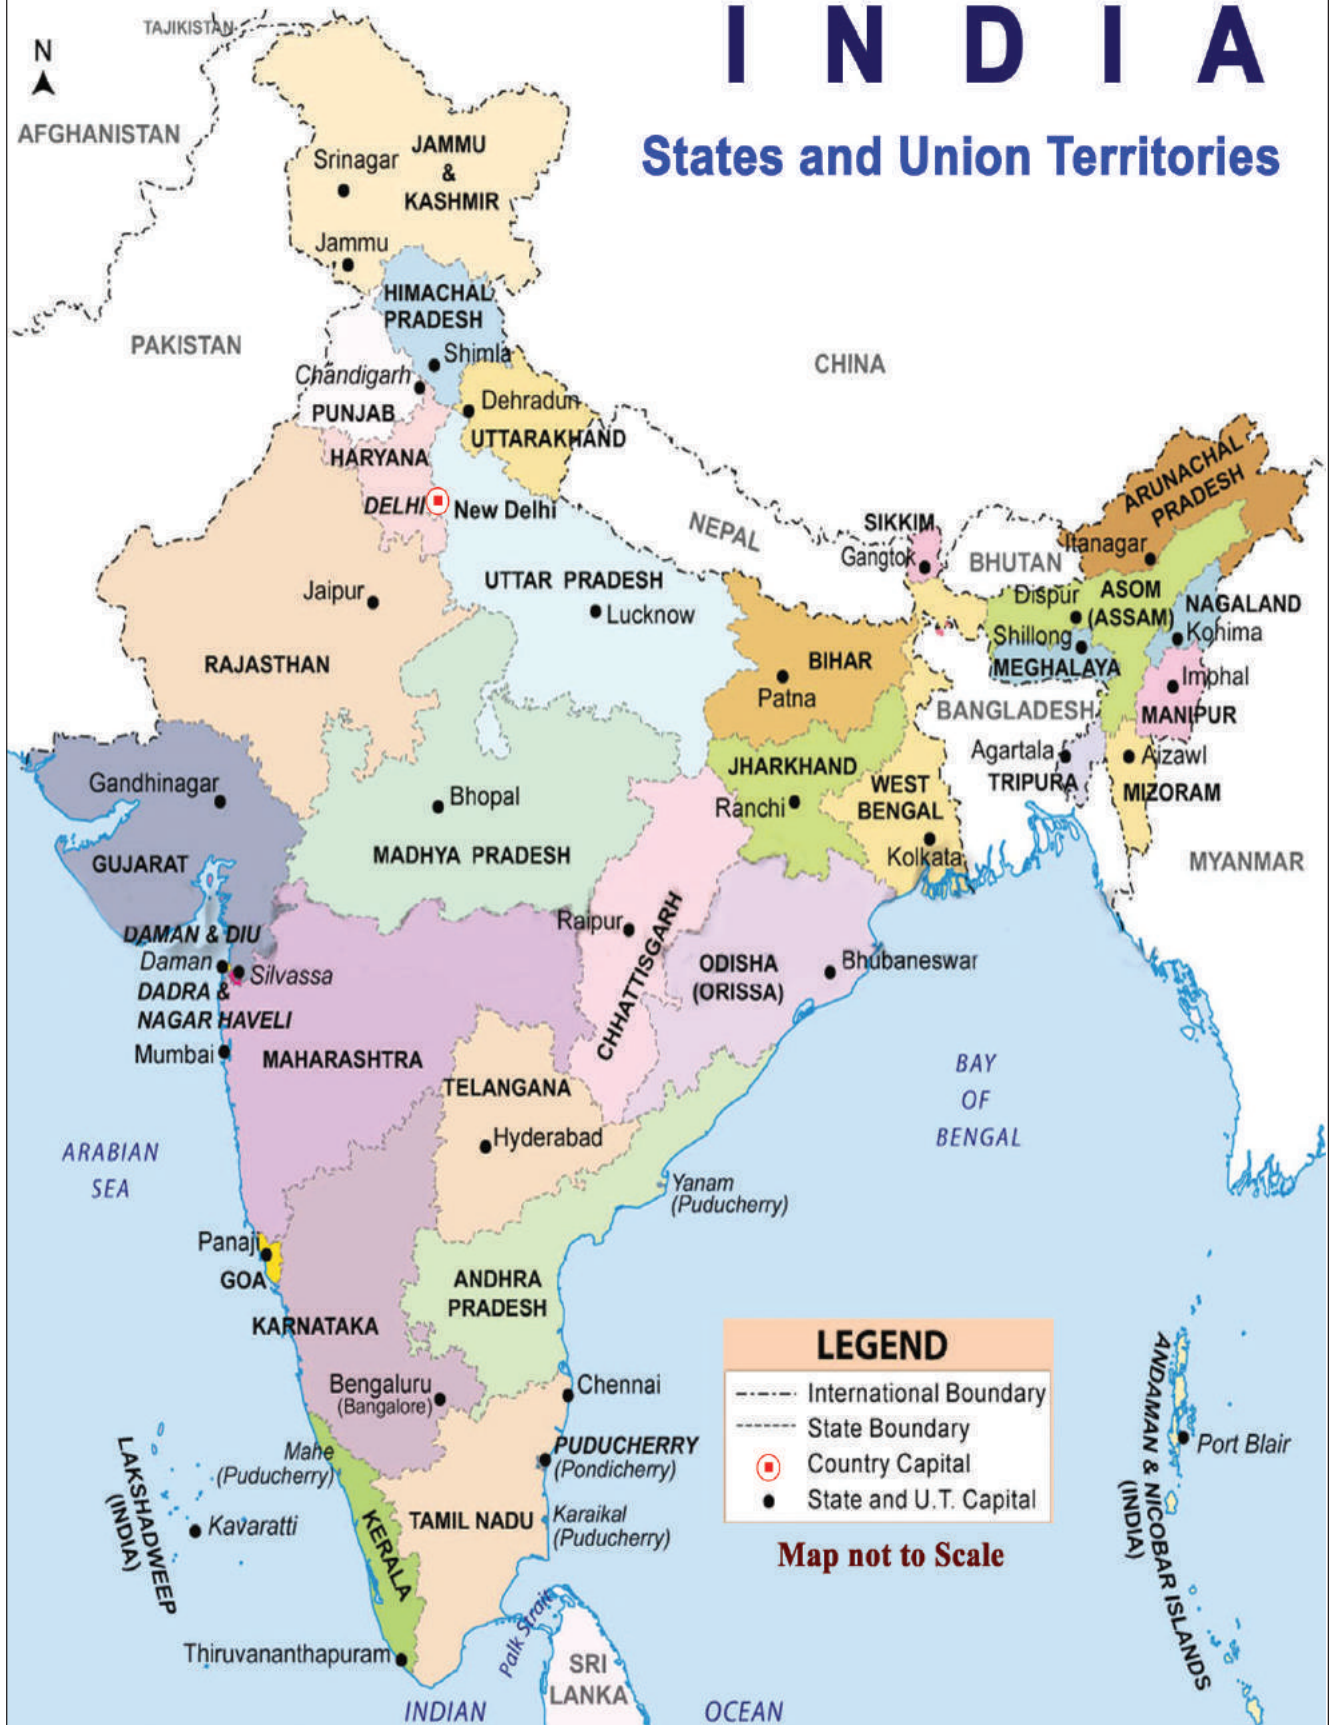 I N D I A
States and Union Territories
N
TAJIKISTAN
AFGHANISTAN
PAKISTAN
CHINA
NEPAL
BHUTAN
BANGLADESH
MYANMAR
SRI
LANKA
JAMMU
&
KASHMIR
Srinagar
Jammu
HIMACHAL
PRADESH
Shimla
Chandigarh
PUNJAB
Dehradun
UTTARAKHAND
HARYANA
DELHI
New Delhi
UTTAR PRADESH
Lucknow
Jaipur
RAJASTHAN
SIKKIM
Gangtok
ARUNACHAL
PRADESH
Itanagar
Dispur
ASOM
(ASSAM)
NAGALAND
Kohima
Shillong
MEGHALAYA
Imphal
MANIPUR
Agartala
TRIPURA
Aizawl
MIZORAM
BIHAR
Patna
JHARKHAND
Ranchi
WEST
BENGAL
Kolkata
Gandhinagar
GUJARAT
Bhopal
MADHYA PRADESH
Raipur
CHHATTISGARH
ODISHA
(ORISSA)
Bhubaneswar
DAMAN & DIU
Daman
Silvassa
DADRA &
NAGAR HAVELI
Mumbai
MAHARASHTRA
TELANGANA
Hyderabad
BAY
OF
BENGAL
ARABIAN
SEA
Yanam
(Puducherry)
Panaji
GOA
KARNATAKA
ANDHRA
PRADESH
Bengaluru
(Bangalore)
Chennai
Mahe
(Puducherry)
PUDUCHERRY
(Pondicherry)
KERALA
TAMIL NADU
Karaikal
(Puducherry)
LAKSHADWEEP
(INDIA)
Kavaratti
Thiruvananthapuram
Palk Strait
INDIAN OCEAN
ANDAMAN & NICOBAR ISLANDS
(INDIA)
Port Blair
LEGEND
International Boundary
State Boundary
Country Capital
State and U.T. Capital
Map not to Scale